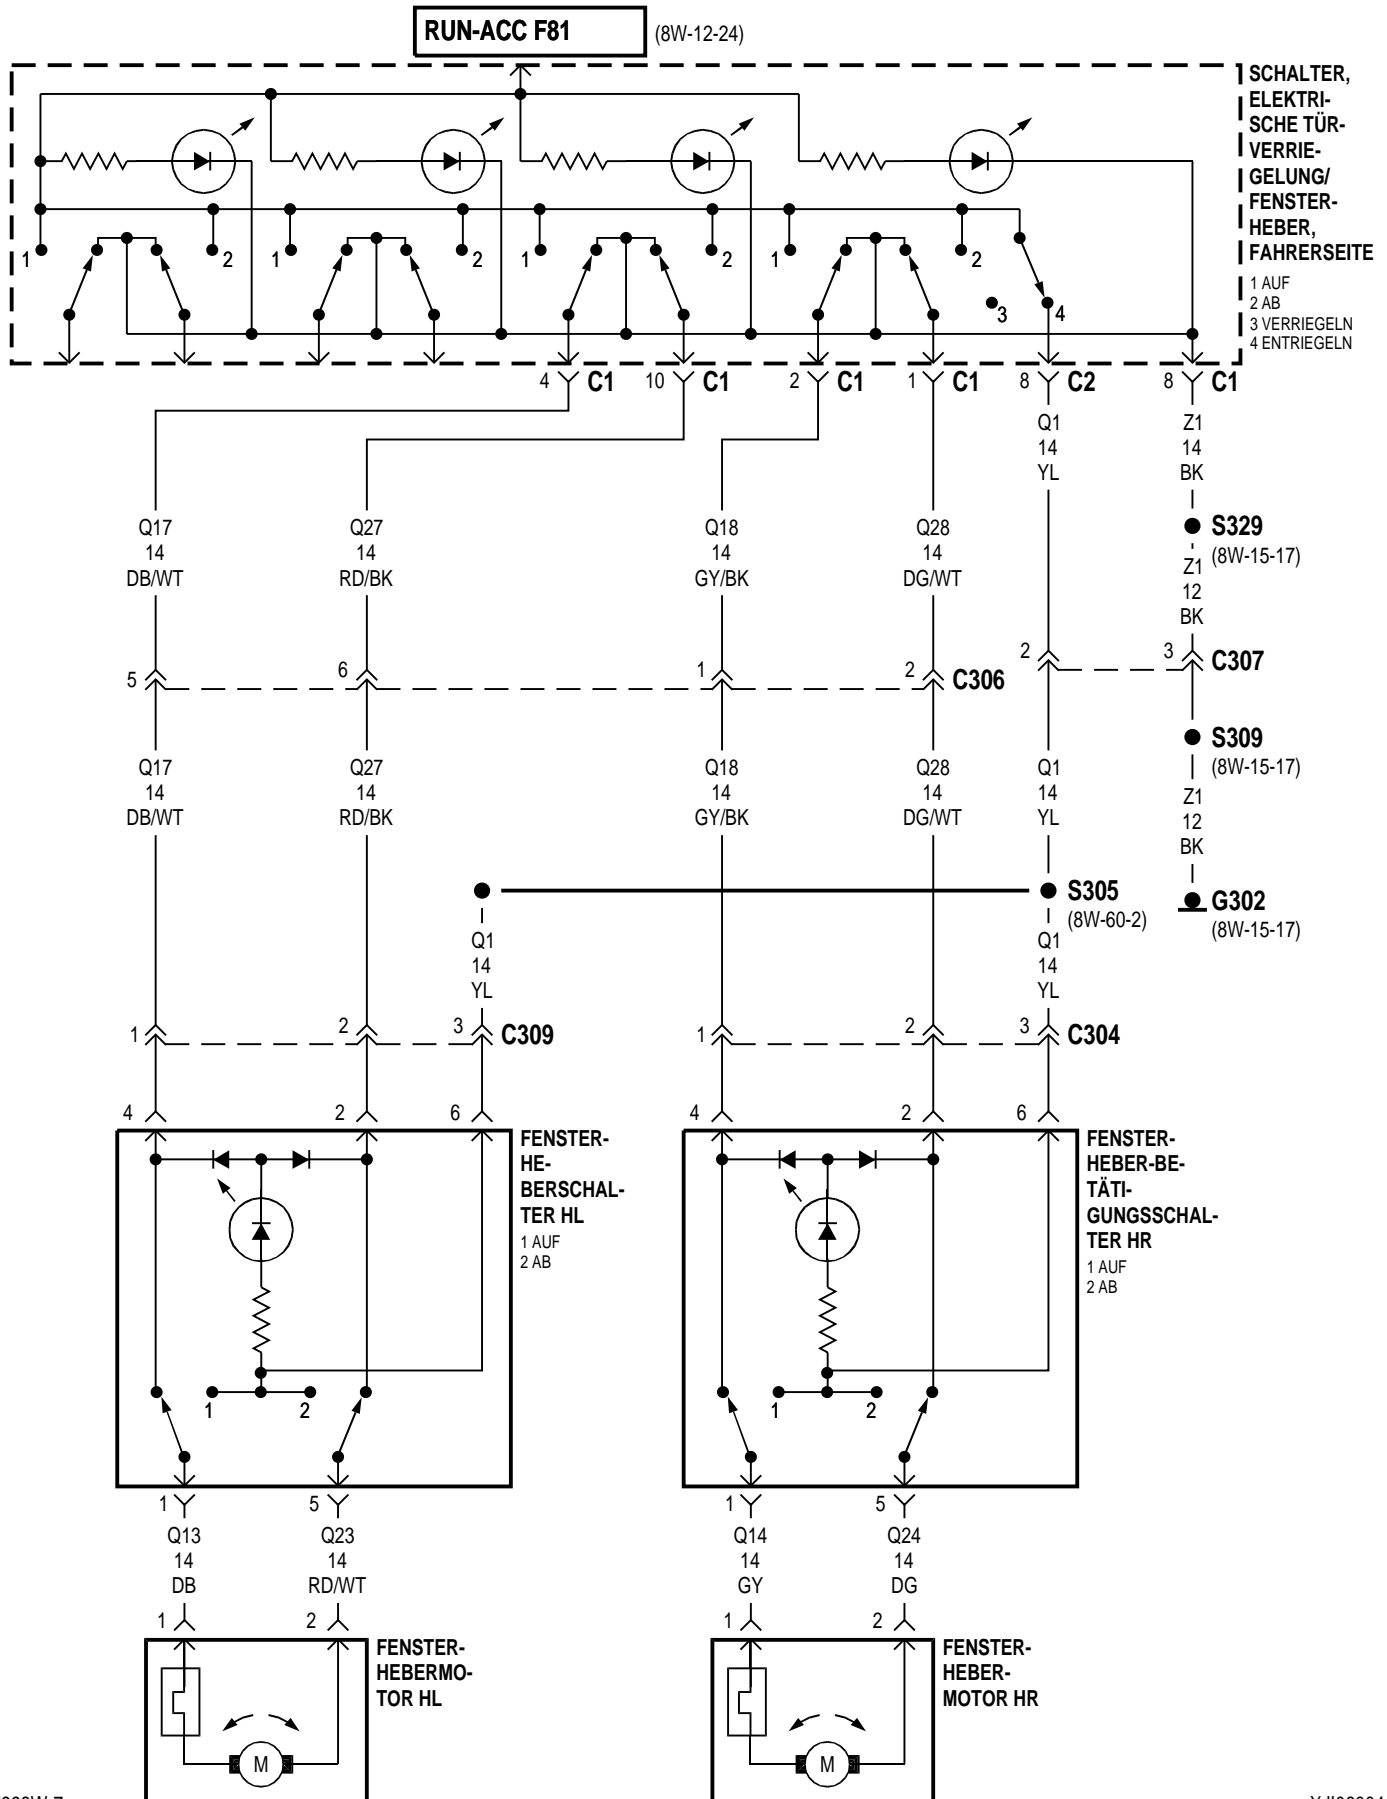 RUN-ACC F81 (8W-12-24)
SCHALTER,
ELEKTRI-
SCHE TÜR-
VERRIE-
GELUNG/
FENSTER-
HEBER,
FAHRERSEITE
1 AUF
2 AB
3 VERRIEGELN
4 ENTRIEGELN
1 2 1 2 1 2 1 2
3 4
4 C1 10 C1 2 C1 1 C1 8 C2 8 C1
Q1 Z1
14 14
YL BK
Q17 Q27 Q18 Q28
14 14 14 14
DB/WT RD/BK GY/BK DG/WT
S329
(8W-15-17)
Z1
12
BK
2 3 C307
5 6 1 2 C306
S309
(8W-15-17)
Q17 Q27 Q18 Q28 Q1
14 14 14 14 14
DB/WT RD/BK GY/BK DG/WT YL
Z1
12
BK
S305
(8W-60-2)
G302
(8W-15-17)
Q1 Q1
14 14
YL YL
1 2 3 C309 1 2 3 C304
4 2 6 4 2 6
FENSTER-
HE-
BERSCHAL-
TER HL
1 AUF
2 AB
FENSTER-
HEBER-BE-
TÄTI-
GUNGSSCHAL-
TER HR
1 AUF
2 AB
1 2 1 2
1 5 1 5
Q13 Q23 Q14 Q24
14 14 14 14
DB RD/WT GY DG
1 2 1 2
FENSTER-
HEBERMO-
TOR HL
FENSTER-
HEBER-
MOTOR HR
M M